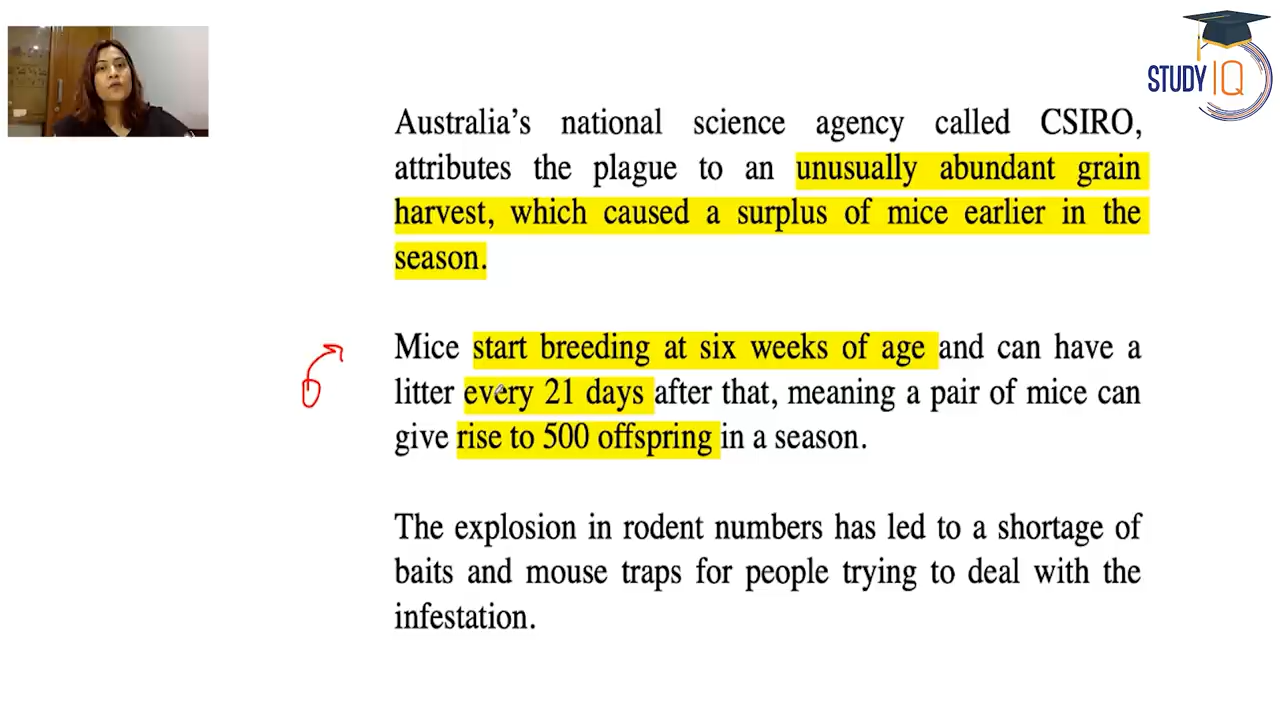 STUDY IQ
Australia's national science agency called CSIRO,
attributes the plague to an unusually abundant grain
harvest, which caused a surplus of mice earlier in the
season.
Mice start breeding at six weeks of age and can have a
litter every 21 days after that, meaning a pair of mice can
give rise to 500 offspring in a season.
The explosion in rodent numbers has led to a shortage of
baits and mouse traps for people trying to deal with the
infestation.